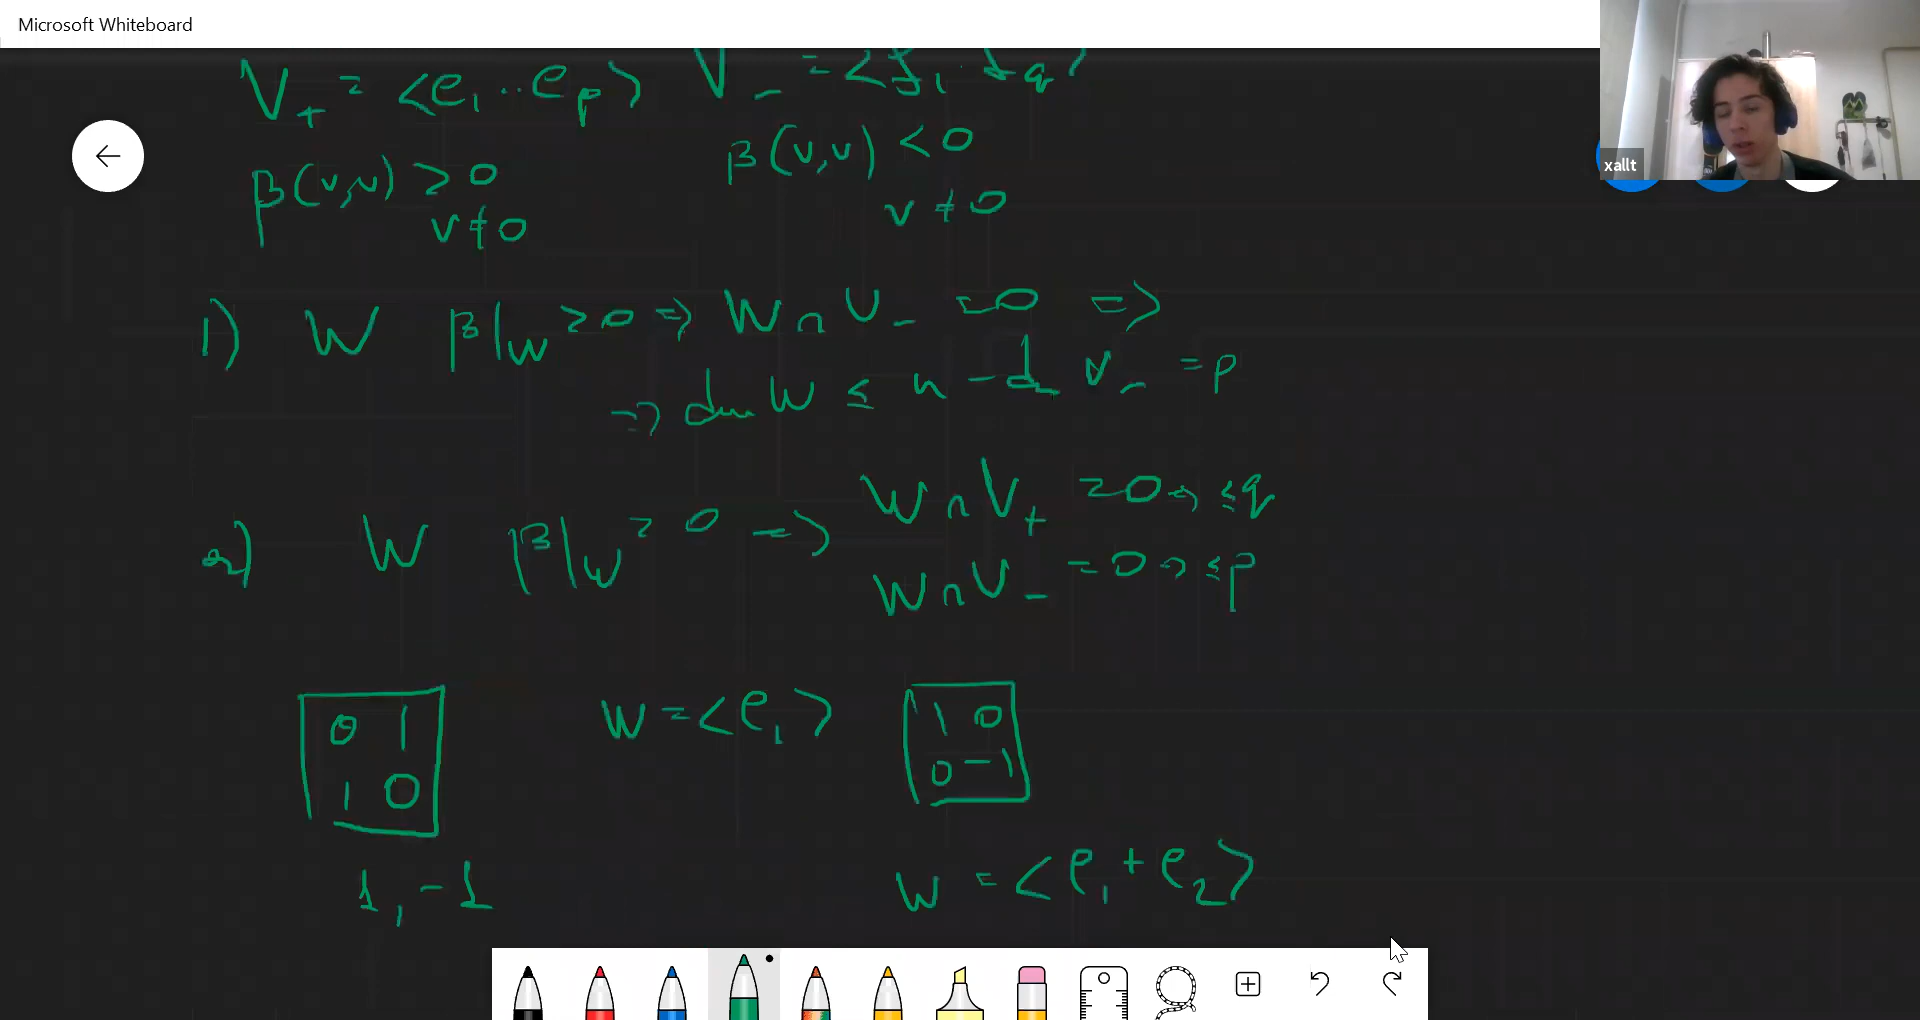 Microsoft Whiteboard
xallt
V₊ = <e₁ .. eₚ> V₋ = <f₁ .. f_q>
β(v,v) > 0 β(v,v) < 0
v ≠ 0 v ≠ 0
1) W β|_W > 0 => W ∩ V₋ = 0 =>
=> dim W ≤ n - dim V₋ = p
2) W β|_W = 0 => W ∩ V₊ = 0 => ≤ q
W ∩ V₋ = 0 => ≤ p
0 1 W = <e₁> 1 0
1 0 0 -1
1, -1 W = <e₁ + e₂>